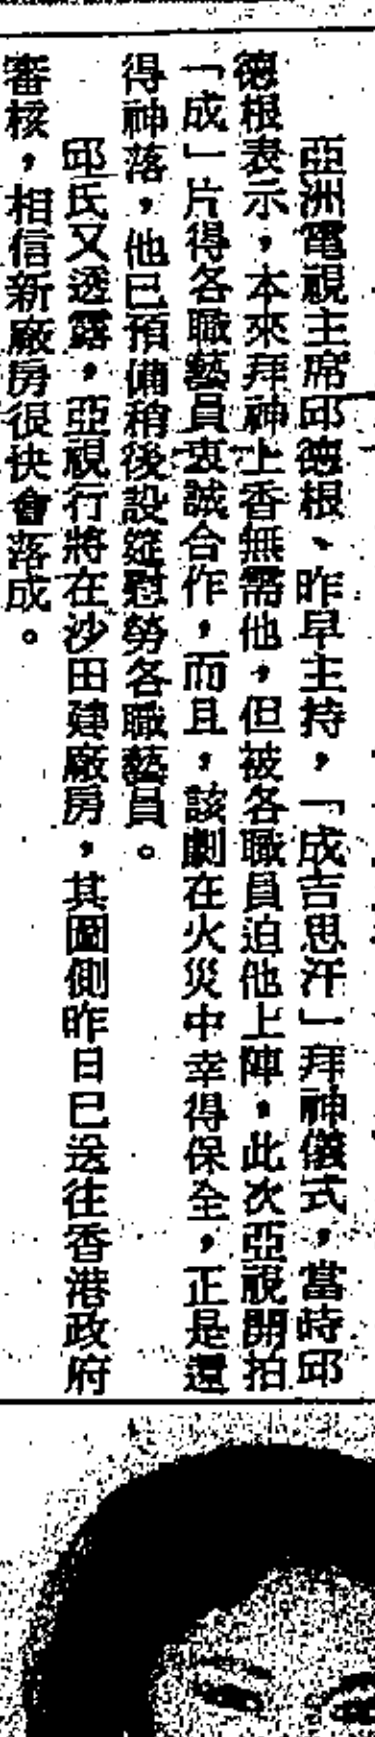 亞洲電視主席邱德根、昨早主持，「成吉思汗」拜神儀式，當時邱
德根表示，本來拜神上香無需他，但被各職員迫他上陣，此次亞視開拍
「成」片得各職藝員衷誠合作，而且，該劇在火災中幸得保全，正是還
得神落，他已預備稍後設筵慰勞各職藝員。
邱氏又透露，亞視行將在沙田建廠房，其圖側昨日已送往香港政府
審核，相信新廠房很快會落成。